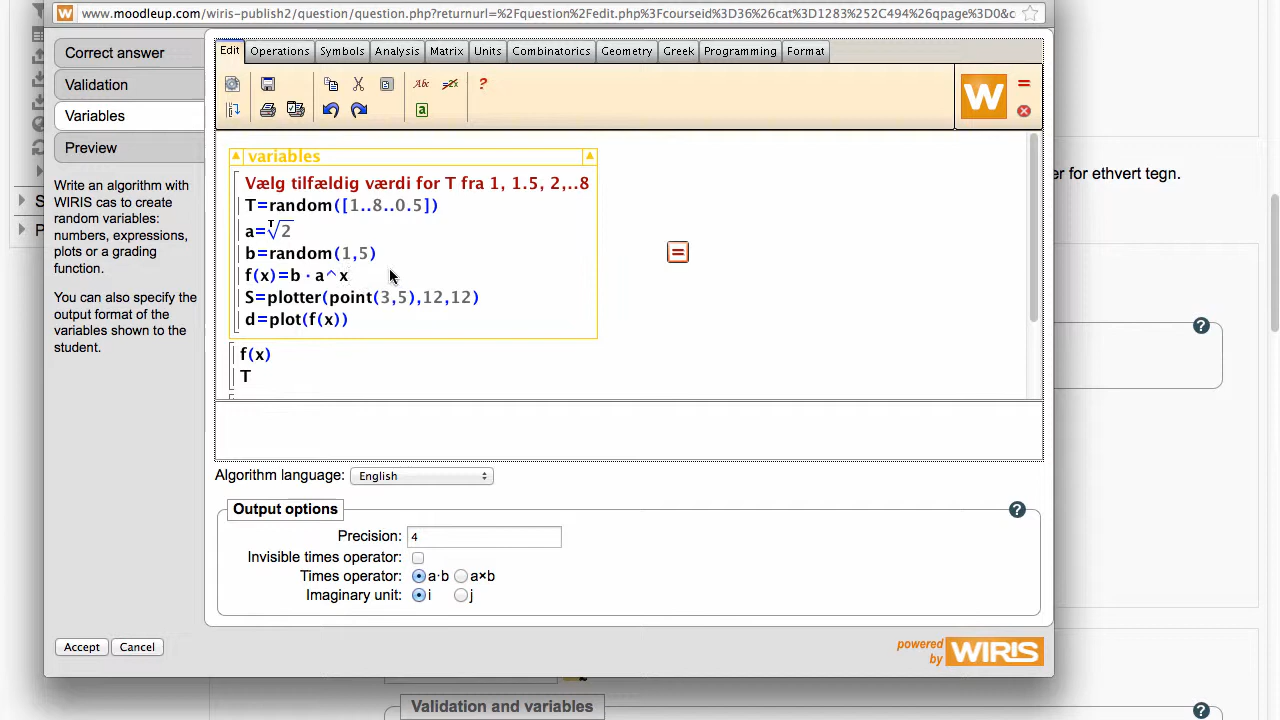 www.moodleup.com/wiris-publish2/question/question.php?returnurl=%2Fquestion%2Fedit.php%3Fcourseid%3D36%26cat%3D1283%252C494%26qpage%3D0&c
Correct answer
Validation
Variables
Preview
Write an algorithm with
WIRIS cas to create
random variables:
numbers, expressions,
plots or a grading
function.
You can also specify the
output format of the
variables shown to the
student.
Edit Operations Symbols Analysis Matrix Units Combinatorics Geometry Greek Programming Format
variables
Vælg tilfældig værdi for T fra 1, 1.5, 2,..8
T=random([1..8..0.5])
a=ᵀ√2
b=random(1,5)
f(x)=b·a^x
S=plotter(point(3,5),12,12)
d=plot(f(x))
f(x)
T
=
er for ethvert tegn.
Algorithm language: English
Output options
Precision: 4
Invisible times operator:
Times operator: a·b a×b
Imaginary unit: i j
Accept Cancel
powered
by WIRIS
Validation and variables